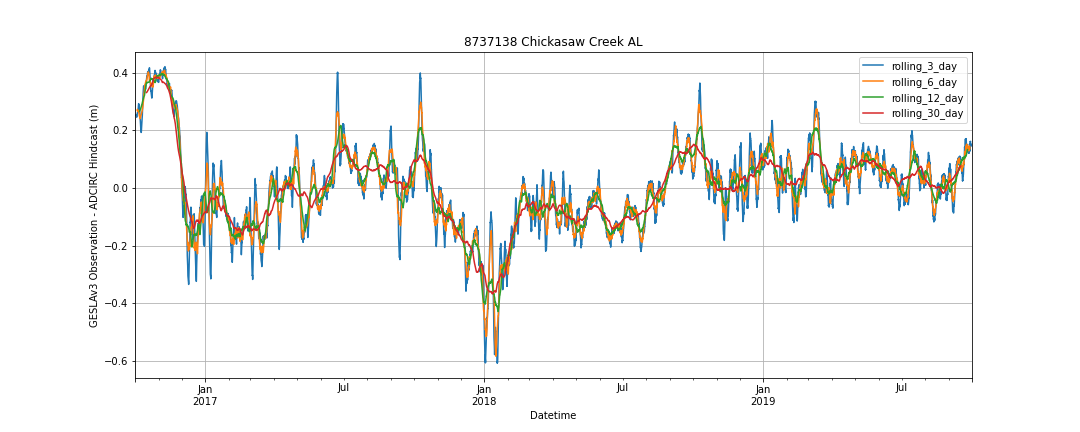 8737138 Chickasaw Creek AL
GESLAv3 Observation - ADCIRC Hindcast (m)
0.4
0.2
0.0
−0.2
−0.4
−0.6
rolling_3_day
rolling_6_day
rolling_12_day
rolling_30_day
Jan Jul Jan Jul Jan Jul
2017 2018 2019
Datetime